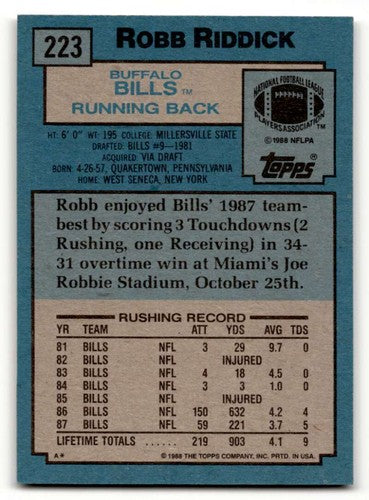 223 ROBB RIDDICK
BUFFALO
BILLS™
RUNNING BACK
NATIONAL FOOTBALL LEAGUE
PLAYERS ASSOCIATION™
© 1988 NFLPA
Topps®
HT: 6' 0" WT: 195 COLLEGE: MILLERSVILLE STATE
DRAFTED: BILLS #9-1981
ACQUIRED: VIA DRAFT
BORN: 4-26-57, QUAKERTOWN, PENNSYLVANIA
HOME: WEST SENECA, NEW YORK
Robb enjoyed Bills' 1987 team-
best by scoring 3 Touchdowns (2
Rushing, one Receiving) in 34-
31 overtime win at Miami's Joe
Robbie Stadium, October 25th.
RUSHING RECORD
YR TEAM ATT YDS AVG TDS
81 BILLS NFL 3 29 9.7 0
82 BILLS NFL INJURED
83 BILLS NFL 4 18 4.5 0
84 BILLS NFL 3 3 1.0 0
85 BILLS NFL INJURED
86 BILLS NFL 150 632 4.2 4
87 BILLS NFL 59 221 3.7 5
LIFETIME TOTALS ...... 219 903 4.1 9
A* © 1988 THE TOPPS COMPANY, INC. PRTD. IN USA.